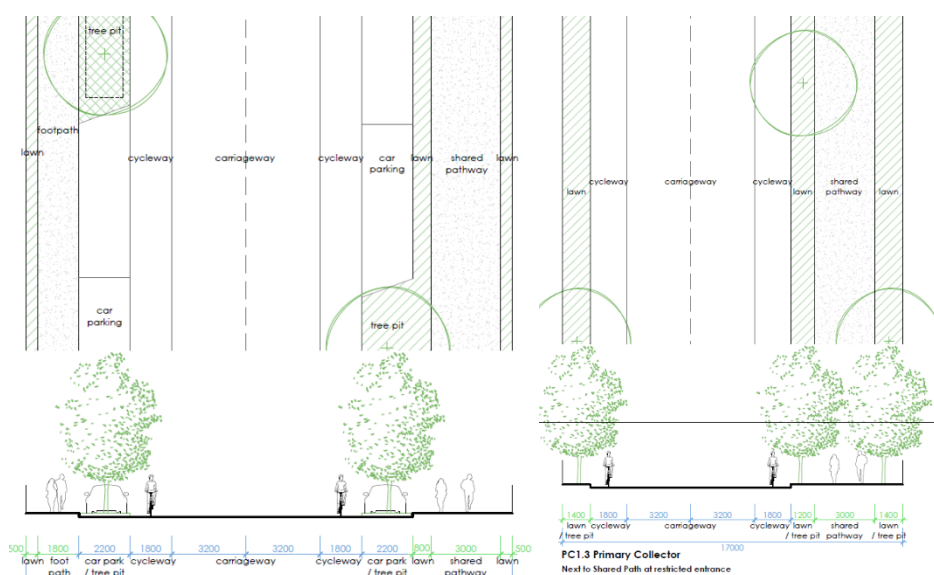 tree pit
footpath
lawn
cycleway
carriageway
cycleway
car
parking
lawn
shared
pathway
lawn
car
parking
tree pit
500
1800
2200
1800
3200
3200
1800
2200
800
3000
500
lawn
foot
path
car park
/ tree pit
cycleway
carriageway
cycleway
car park
/ tree pit
lawn
shared
pathway
lawn
lawn
cycleway
carriageway
cycleway
lawn
shared
pathway
lawn
1400
1800
3200
3200
1800
1200
3000
1400
lawn
/ tree pit
cycleway
carriageway
cycleway
lawn
/ tree pit
shared
pathway
lawn
/ tree pit
17000
PC1.3 Primary Collector
Next to Shared Path at restricted entrance